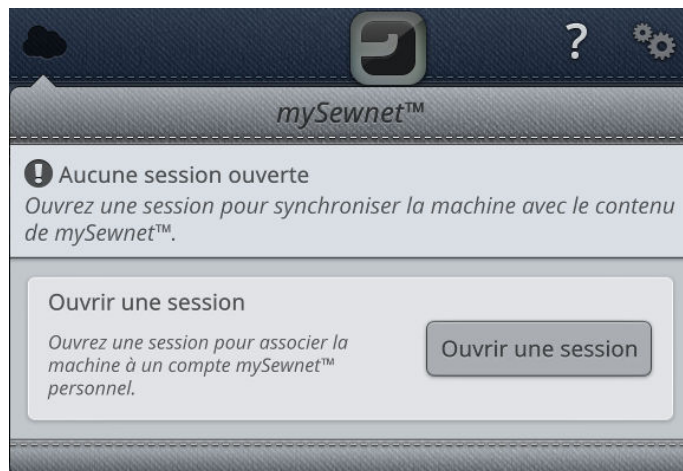 ?
mySewnet™
! Aucune session ouverte
Ouvrez une session pour synchroniser la machine avec le contenu
de mySewnet™.
Ouvrir une session
Ouvrez une session pour associer la
machine à un compte mySewnet™
personnel.
Ouvrir une session